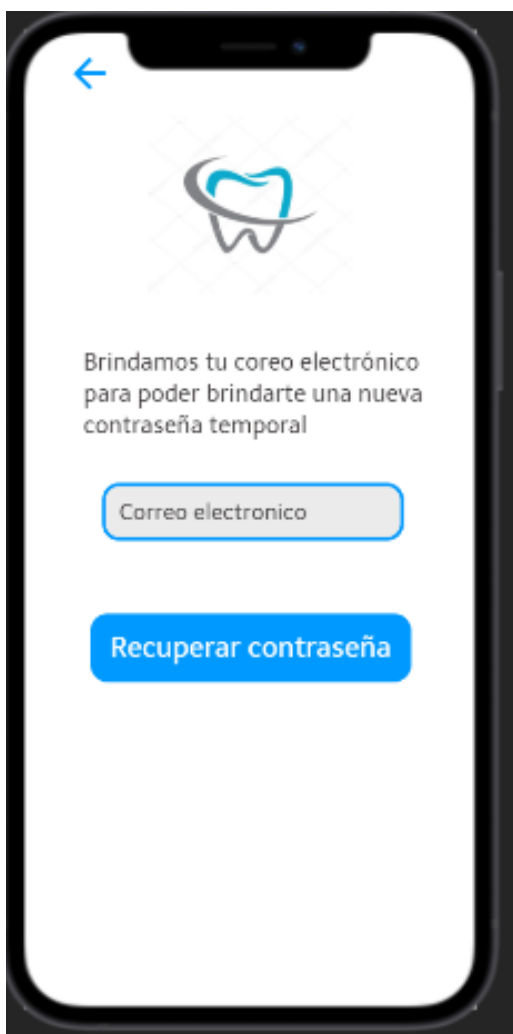 Brindamos tu coreo electrónico
para poder brindarte una nueva
contraseña temporal
Correo electronico
Recuperar contraseña